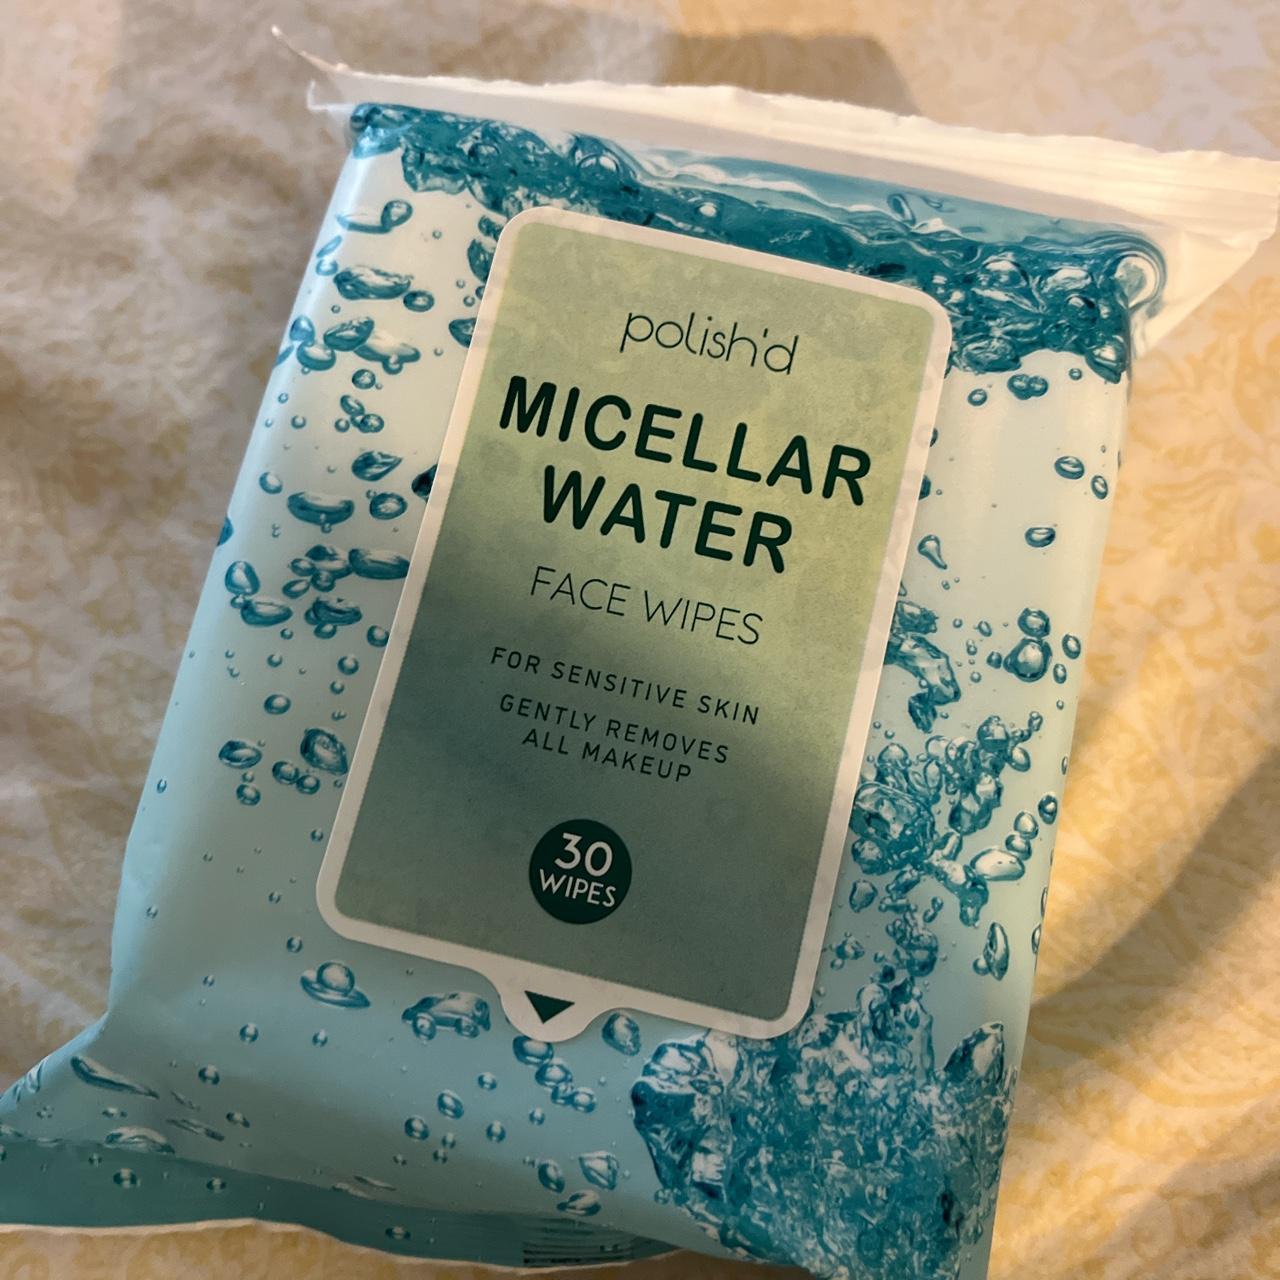 polish'd
MICELLAR
WATER
FACE WIPES
FOR SENSITIVE SKIN
GENTLY REMOVES
ALL MAKEUP
30
WIPES